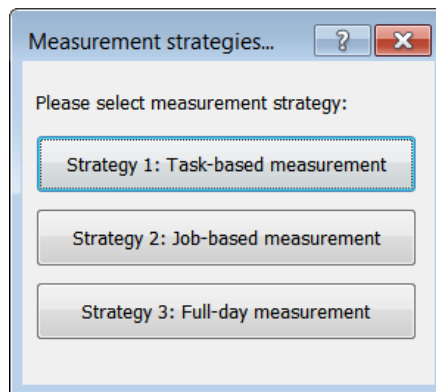 Measurement strategies...
?
Please select measurement strategy:
Strategy 1: Task-based measurement
Strategy 2: Job-based measurement
Strategy 3: Full-day measurement